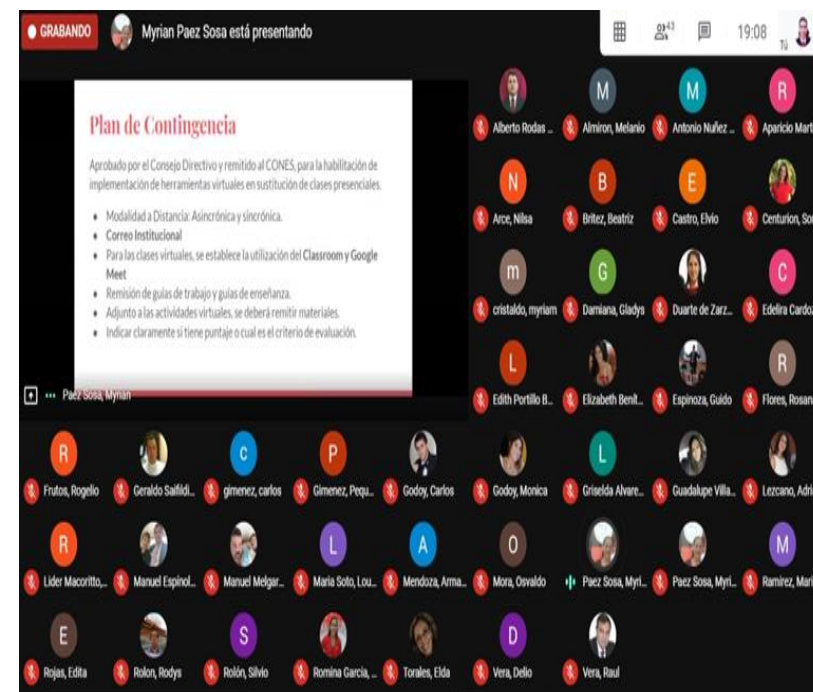 GRABANDO
Myrian Paez Sosa está presentando
43
19:08
Tú
Plan de Contingencia
Aprobado por el Consejo Directivo y remitido al CONES, para la habilitación de
implementación de herramientas virtuales en sustitución de clases presenciales.
• Modalidad a Distancia: Asincrónica y sincrónica.
• Correo Institucional
• Para las clases virtuales, se establece la utilización del Classroom y Google
Meet
• Remisión de guías de trabajo y guías de enseñanza.
• Adjunto a las actividades virtuales, se deberá remitir materiales.
• Indicar claramente si tiene puntaje o cual es el criterio de evaluación.
Paez Sosa, Myrian
M M R
Alberto Rodas ... Almiron, Melanio Antonio Nuñez ... Aparicio Mart
N B E
Arce, Nilsa Britez, Beatriz Castro, Elvio Centurion, So
m G C
cristaldo, myriam Damiana, Gladys Duarte de Zarz... Edelira Cardo
L R
Edith Portillo B... Elizabeth Benít... Espinoza, Guido Flores, Rosan
R c P L
Frutos, Rogelio Geraldo Saifildi... gimenez, carlos Gimenez, Pequ... Godoy, Carlos Godoy, Monica Griselda Alvare... Guadalupe Villa... Lezcano, Adri
R L A O M
Lider Macoritto,... Manuel Espinol... Manuel Melgar... Maria Soto, Lou... Mendoza, Arma... Mora, Osvaldo Paez Sosa, Myri... Paez Sosa, Myri... Ramirez, Mari
E S D
Rojas, Edita Rolon, Rodys Rolón, Silvio Romina Garcia, ... Torales, Elda Vera, Delio Vera, Raul